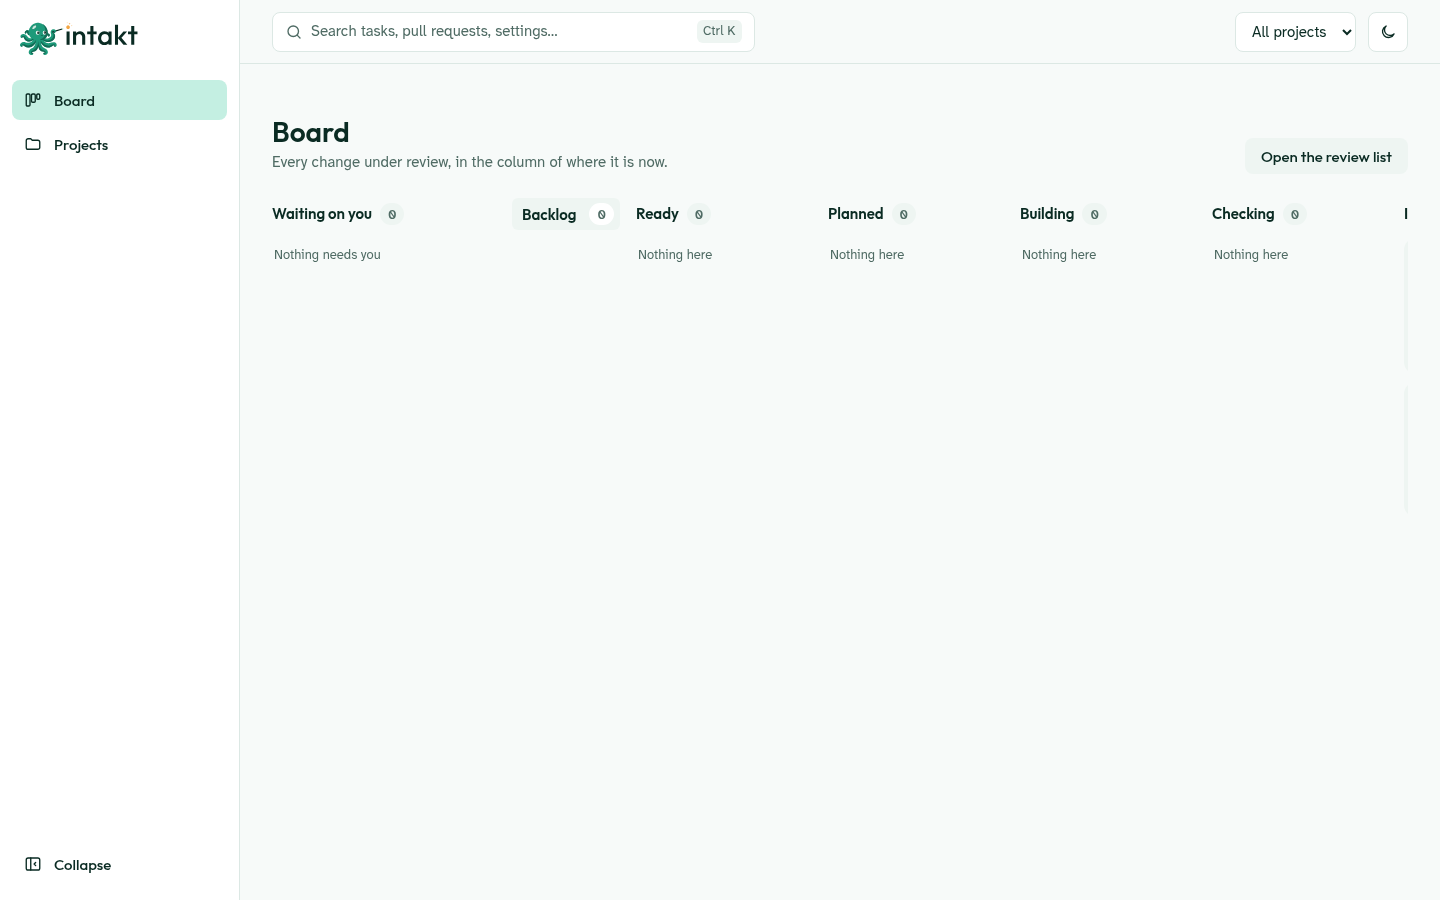 intakt
Search tasks, pull requests, settings...
Ctrl K
All projects
Board
Projects
Board
Every change under review, in the column of where it is now.
Open the review list
Waiting on you 0
Backlog 0
Ready 0
Planned 0
Building 0
Checking 0
Nothing needs you
Nothing here
Nothing here
Nothing here
Nothing here
Collapse